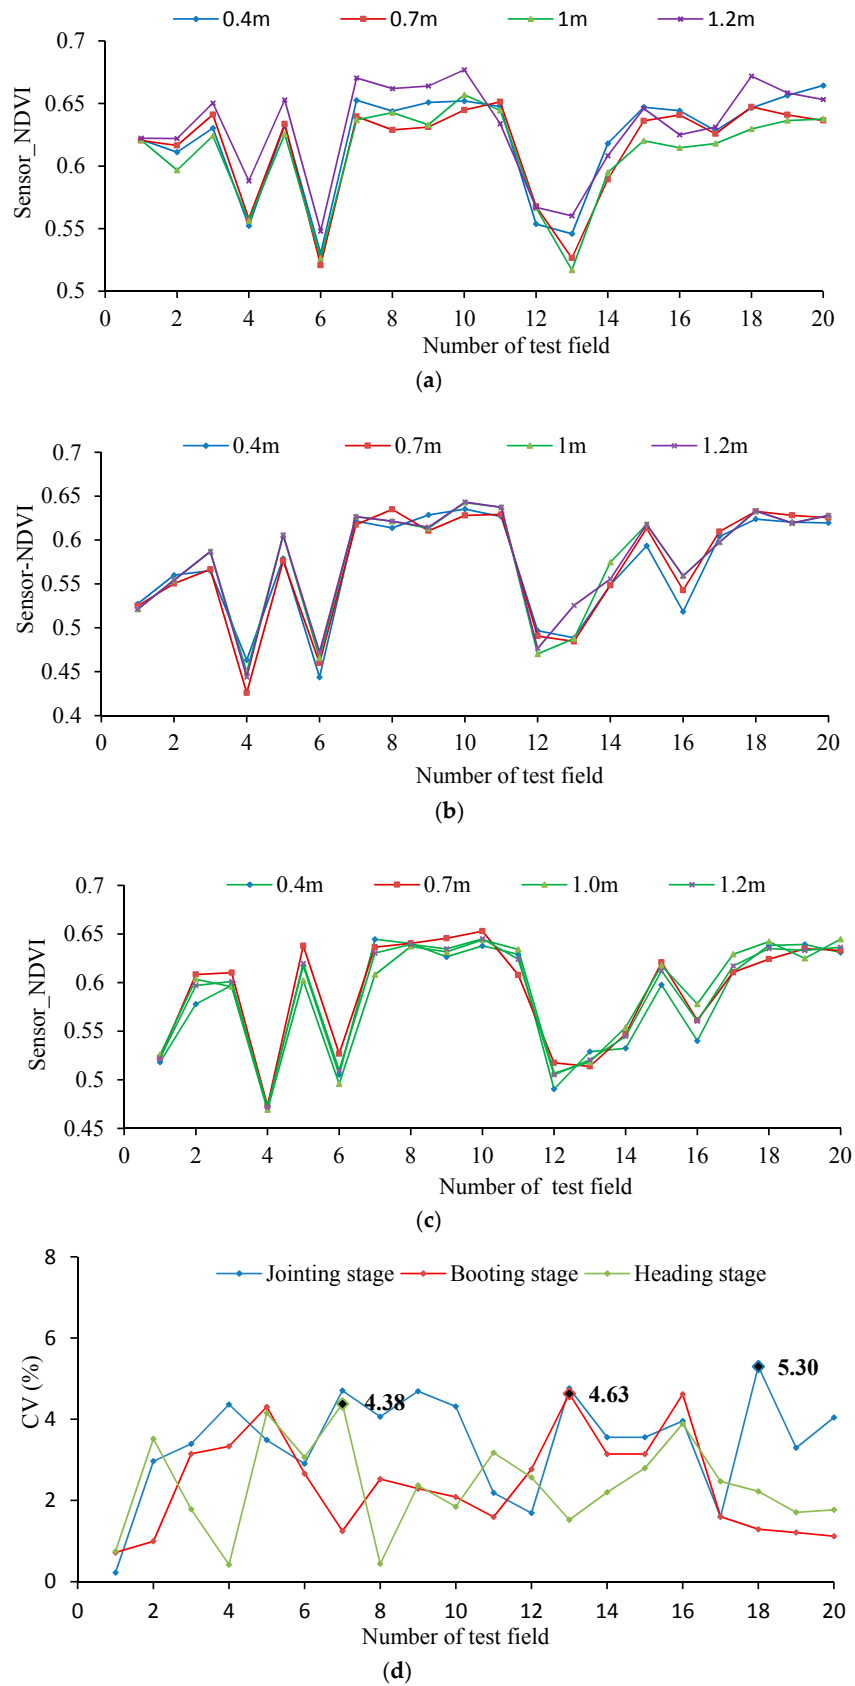 0.4m 0.7m 1m 1.2m
0.7
0.65
0.6
0.55
0.5
Sensor_NDVI
0 2 4 6 8 10 12 14 16 18 20
Number of test field
(a)
0.4m 0.7m 1m 1.2m
0.7
0.65
0.6
0.55
0.5
0.45
0.4
Sensor-NDVI
0 2 4 6 8 10 12 14 16 18 20
Number of test field
(b)
0.4m 0.7m 1.0m 1.2m
0.7
0.65
0.6
0.55
0.5
0.45
Sensor_NDVI
0 2 4 6 8 10 12 14 16 18 20
Number of test field
(c)
Jointing stage Booting stage Heading stage
8
6
4
2
0
CV (%)
4.38
4.63
5.30
0 2 4 6 8 10 12 14 16 18 20
Number of test field
(d)